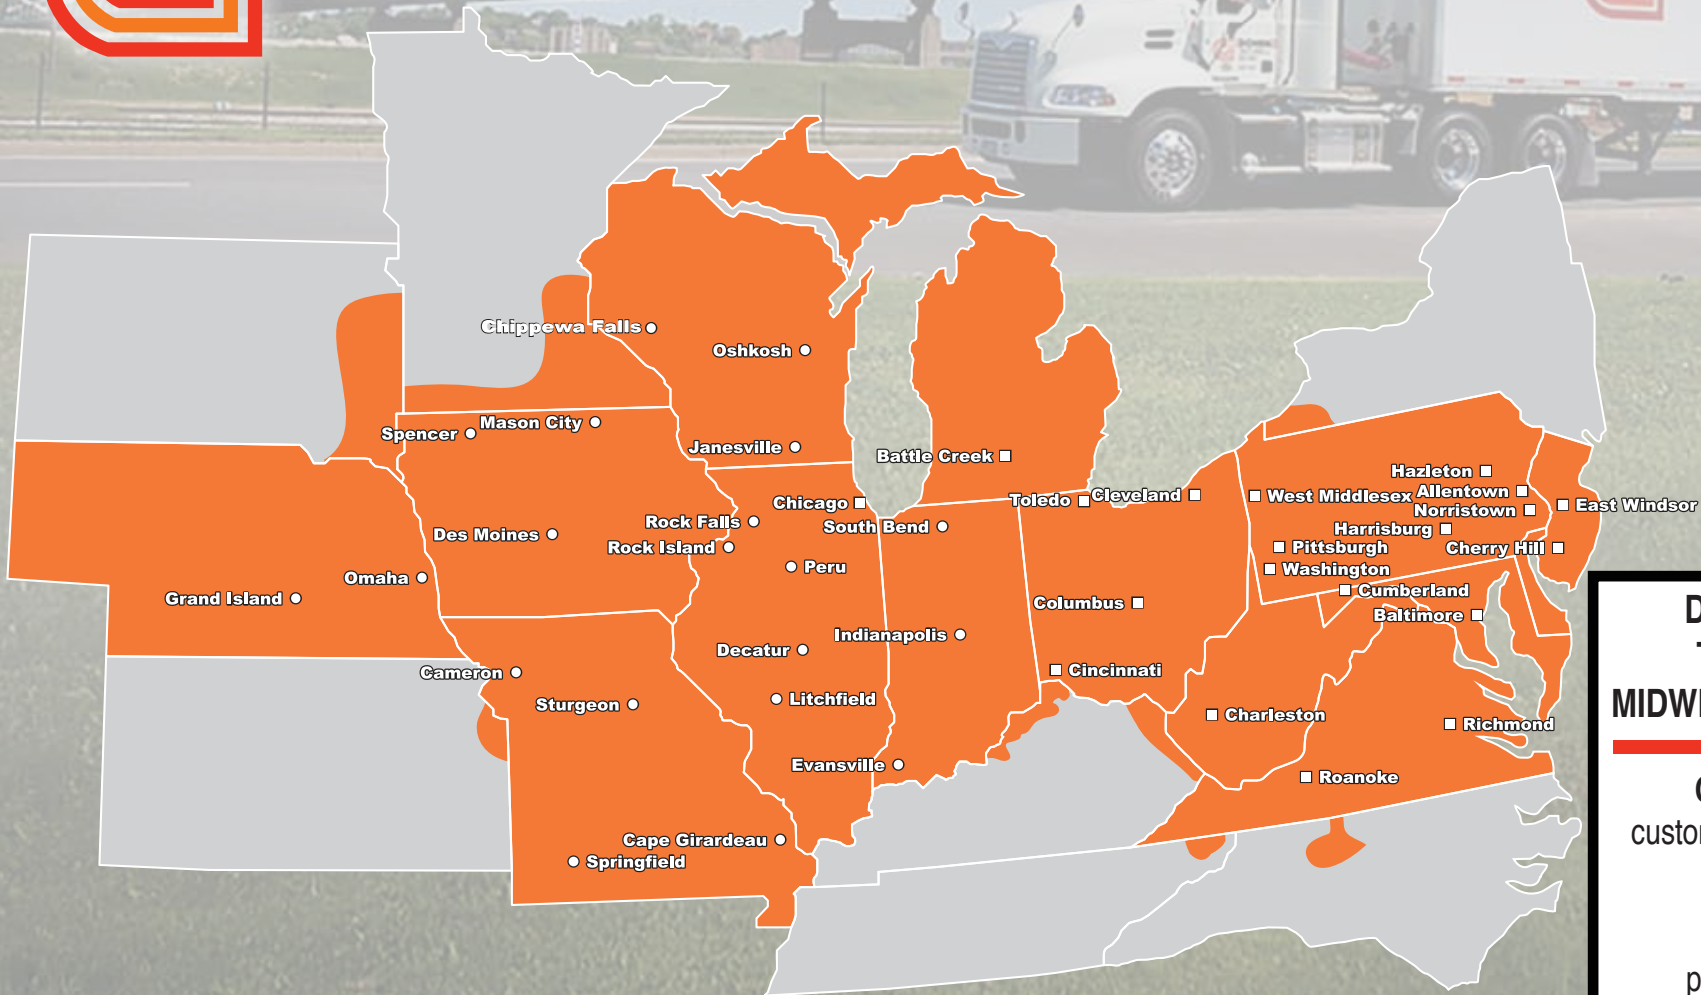 Chippewa Falls
Oshkosh
Mason City
Spencer
Janesville
Battle Creek
Hazleton
Allentown
West Middlesex
Toledo
Cleveland
Chicago
East Windsor
Norristown
Rock Falls
South Bend
Harrisburg
Des Moines
Rock Island
Pittsburgh
Cherry Hill
Peru
Washington
Omaha
Cumberland
Grand Island
Columbus
Baltimore
Indianapolis
Decatur
Cameron
Cincinnati
Sturgeon
Litchfield
Charleston
Richmond
Evansville
Roanoke
Cape Girardeau
Springfield
MIDW
custo